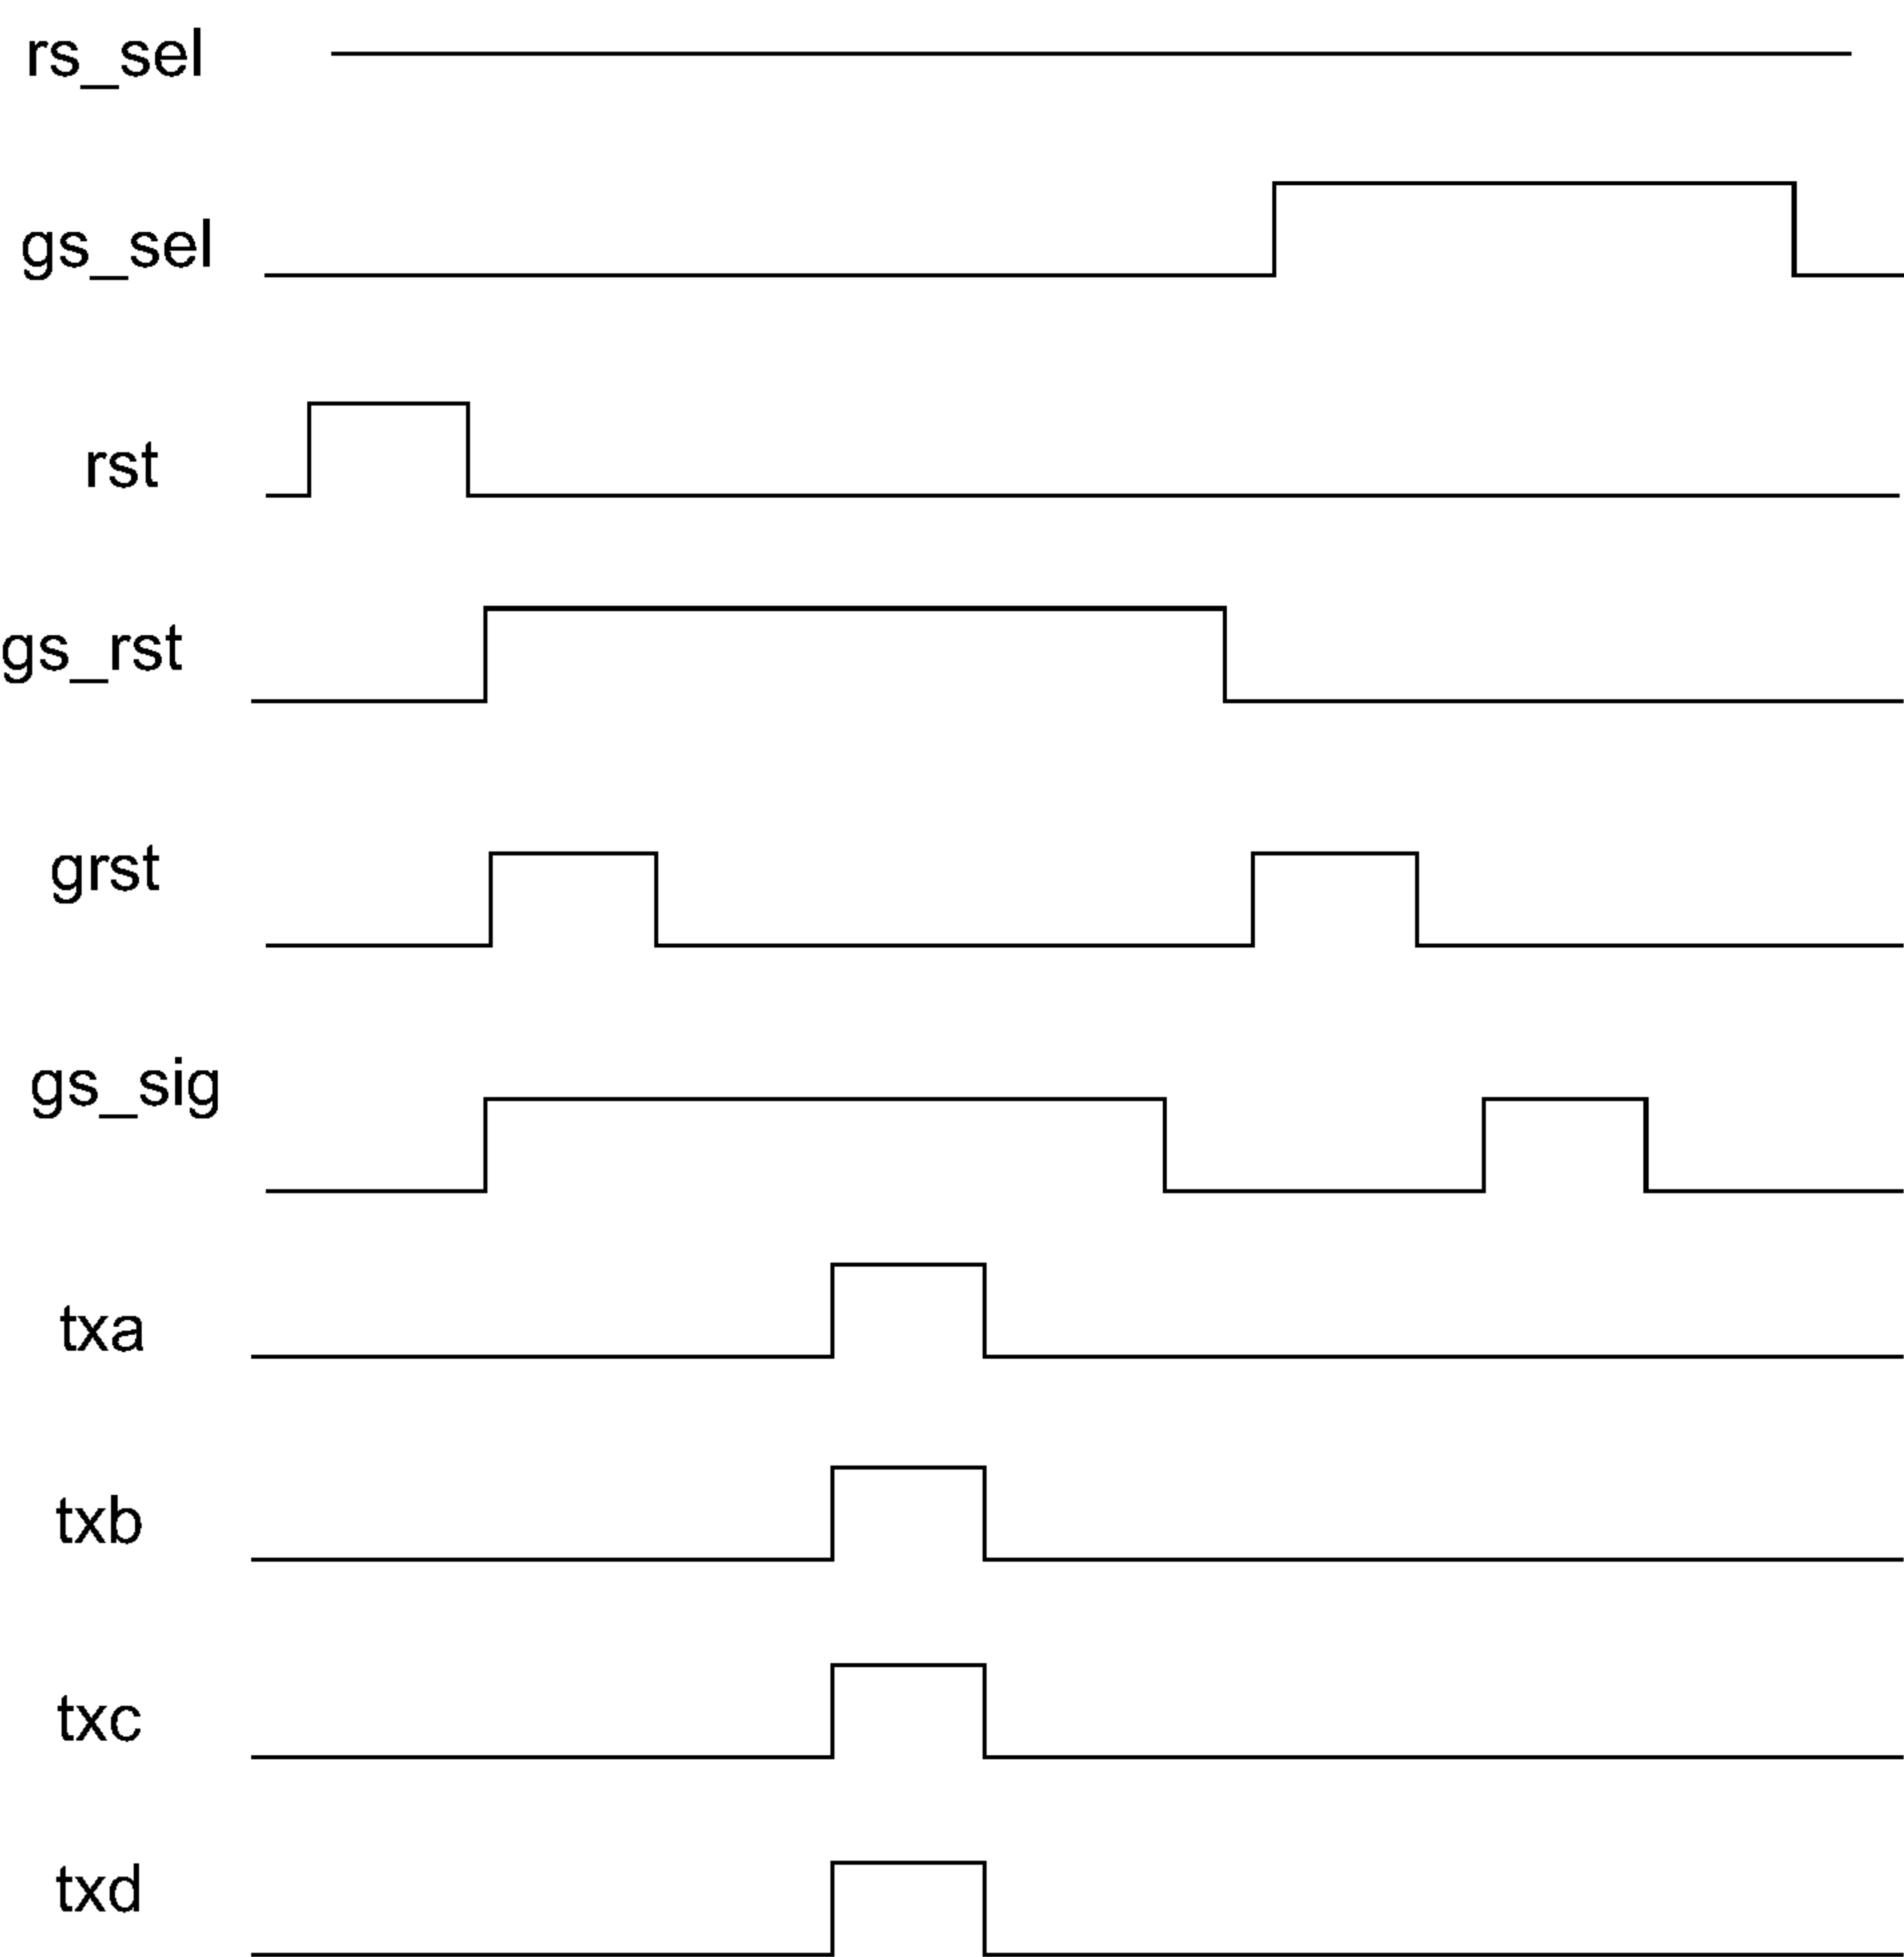 rs_sel
gs_sel
rst
gs_rst
grst
gs_sig
txa
txb
txc
txd